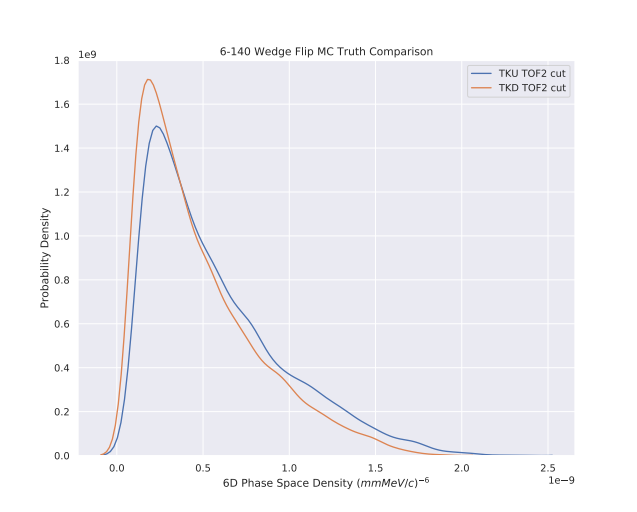 6-140 Wedge Flip MC Truth Comparison
1e9
1.8
1.6
1.4
1.2
1.0
0.8
0.6
0.4
0.2
0.0
Probability Density
TKU TOF2 cut
TKD TOF2 cut
0.0 0.5 1.0 1.5 2.0 2.5
1e−9
6D Phase Space Density (mmMeV/c)⁻⁶